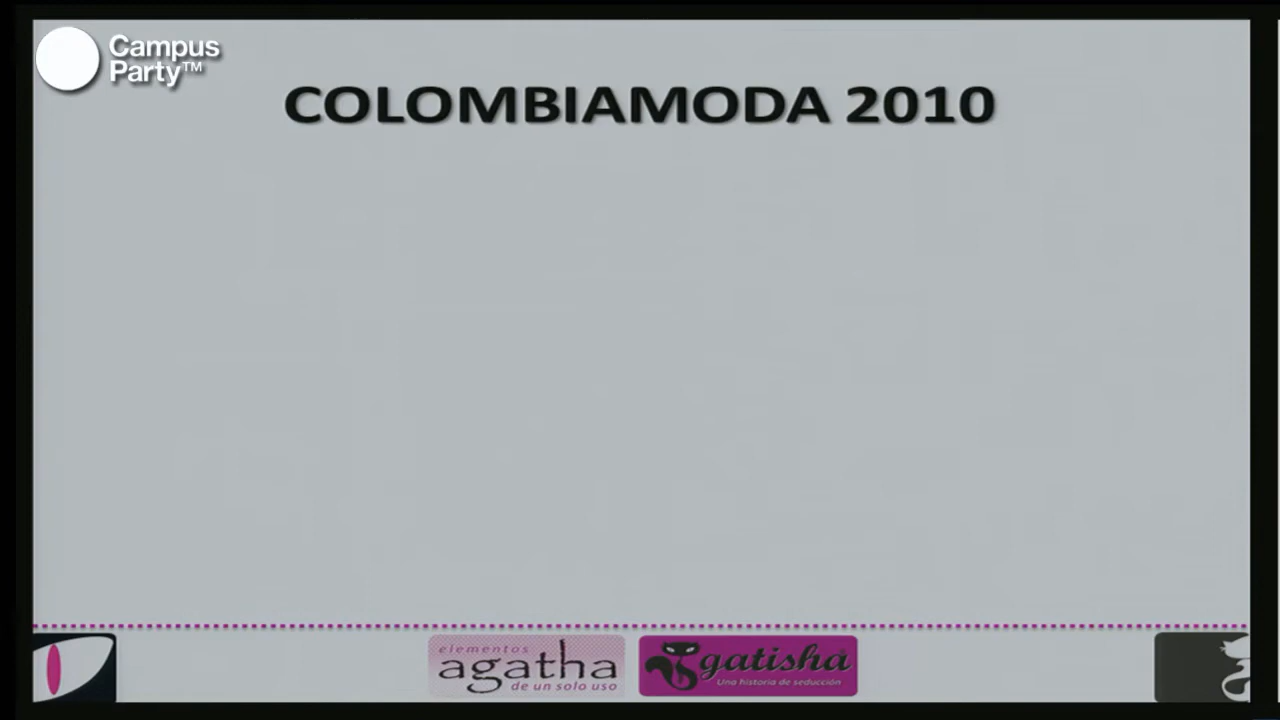 Campus
Party™
COLOMBIAMODA 2010
elementos
agatha
de un solo uso
gatisha
Una historia de seducción